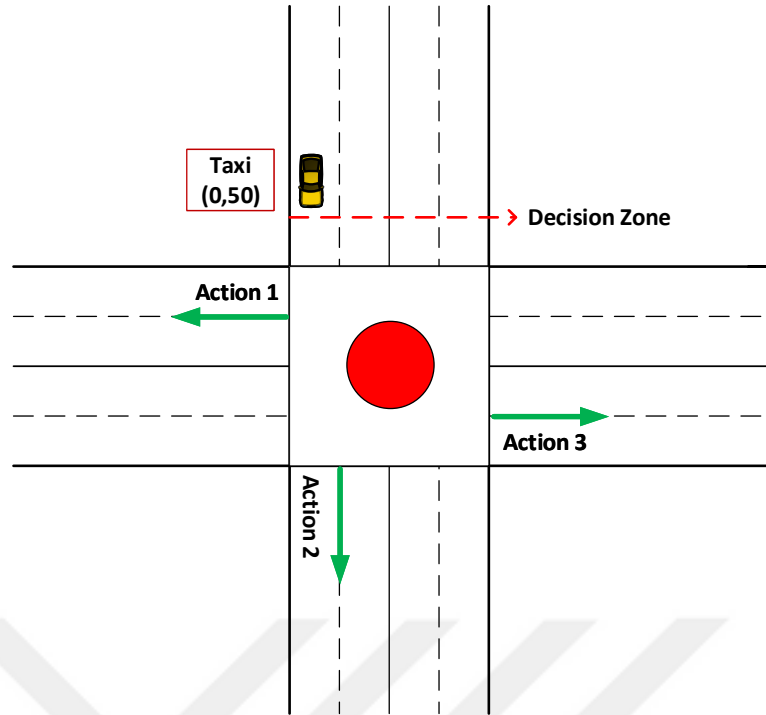 Taxi
(0,50)
Decision Zone
Action 1
Action 3
Action 2